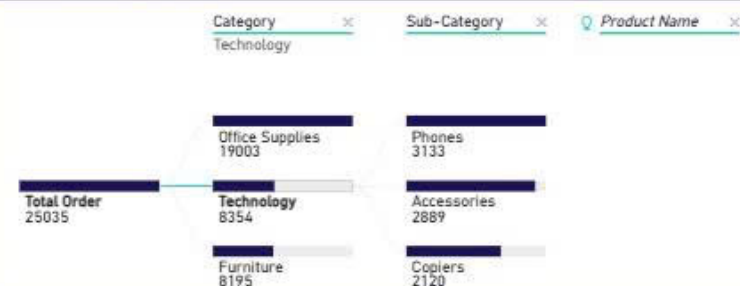 Category ×
Technology
Sub-Category ×
Product Name ×
Office Supplies
19003
Phones
3133
Total Order
25035
Technology
8354
Accessories
2889
Furniture
8195
Copiers
2120